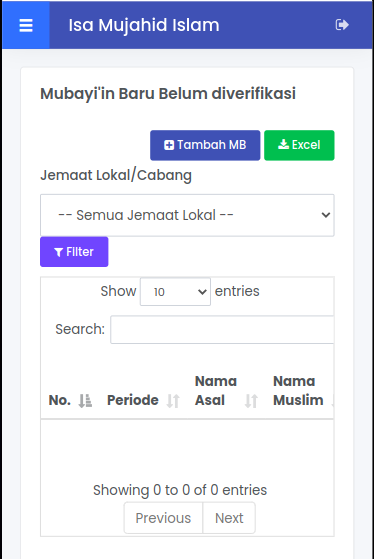 Isa Mujahid Islam
Mubayi'in Baru Belum diverifikasi
Tambah MB Excel
Jemaat Lokal/Cabang
-- Semua Jemaat Lokal --
Filter
Show 10 entries
Search:
No. Periode Nama Asal Nama Muslim
Showing 0 to 0 of 0 entries
Previous Next